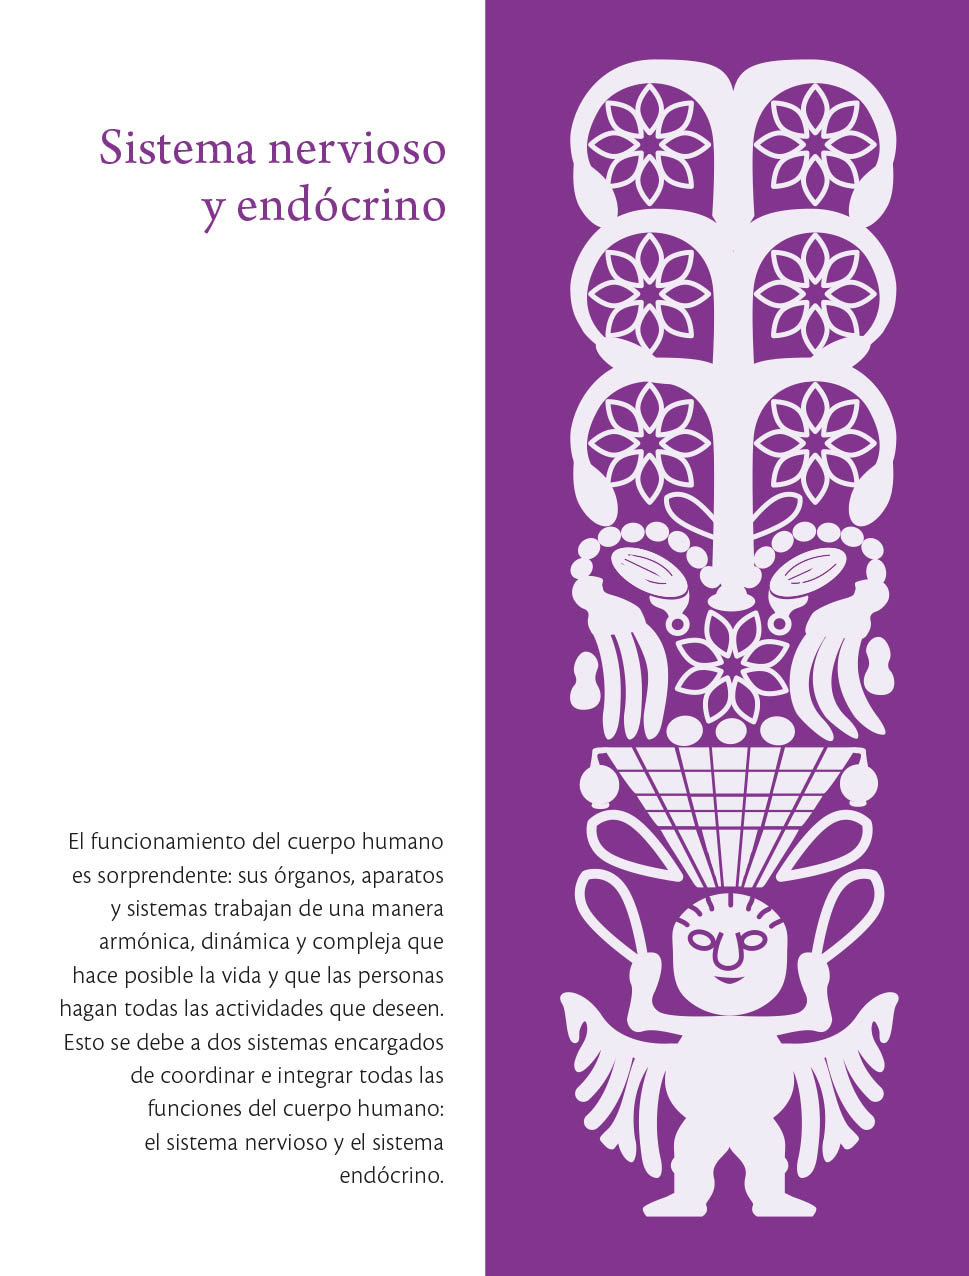 Sistema nervioso
y endócrino
El funcionamiento del cuerpo humano
es sorprendente: sus órganos, aparatos
y sistemas trabajan de una manera
armónica, dinámica y compleja que
hace posible la vida y que las personas
hagan todas las actividades que deseen.
Esto se debe a dos sistemas encargados
de coordinar e integrar todas las
funciones del cuerpo humano:
el sistema nervioso y el sistema
endócrino.